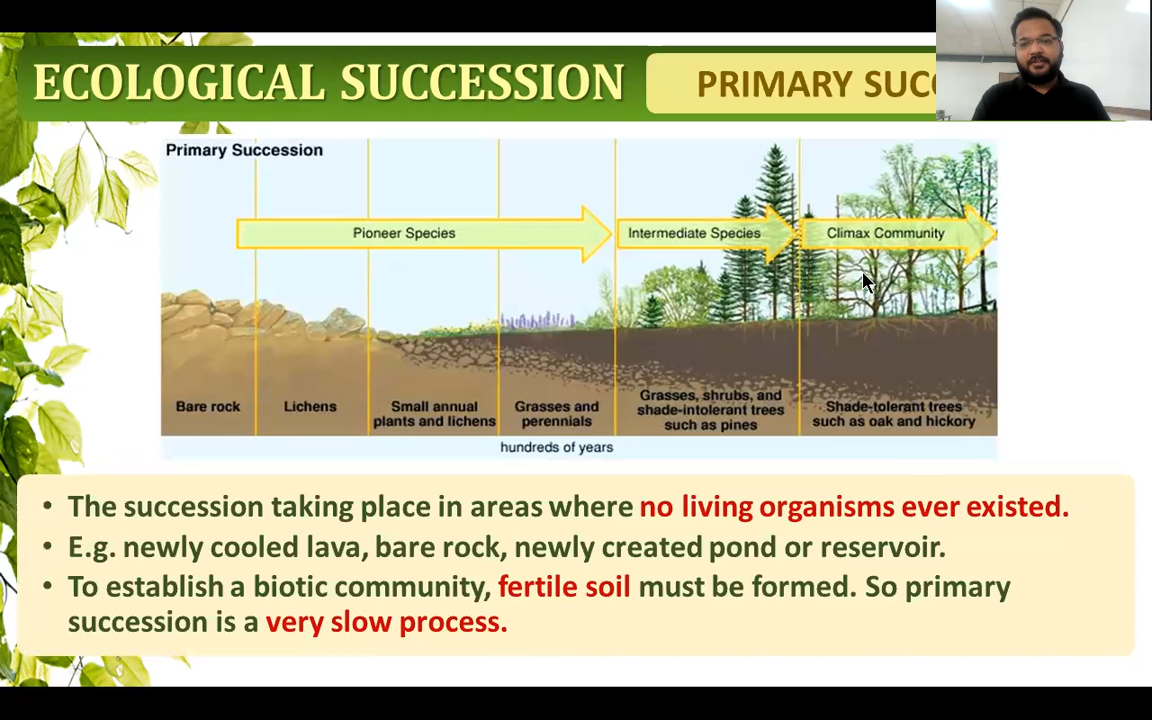 ECOLOGICAL SUCCESSION
PRIMARY SUCC
Primary Succession
Pioneer Species
Intermediate Species
Climax Community
Bare rock
Lichens
Small annual
plants and lichens
Grasses and
perennials
Grasses, shrubs, and
shade-intolerant trees
such as pines
Shade-tolerant trees
such as oak and hickory
hundreds of years
• The succession taking place in areas where no living organisms ever existed.
• E.g. newly cooled lava, bare rock, newly created pond or reservoir.
• To establish a biotic community, fertile soil must be formed. So primary
succession is a very slow process.